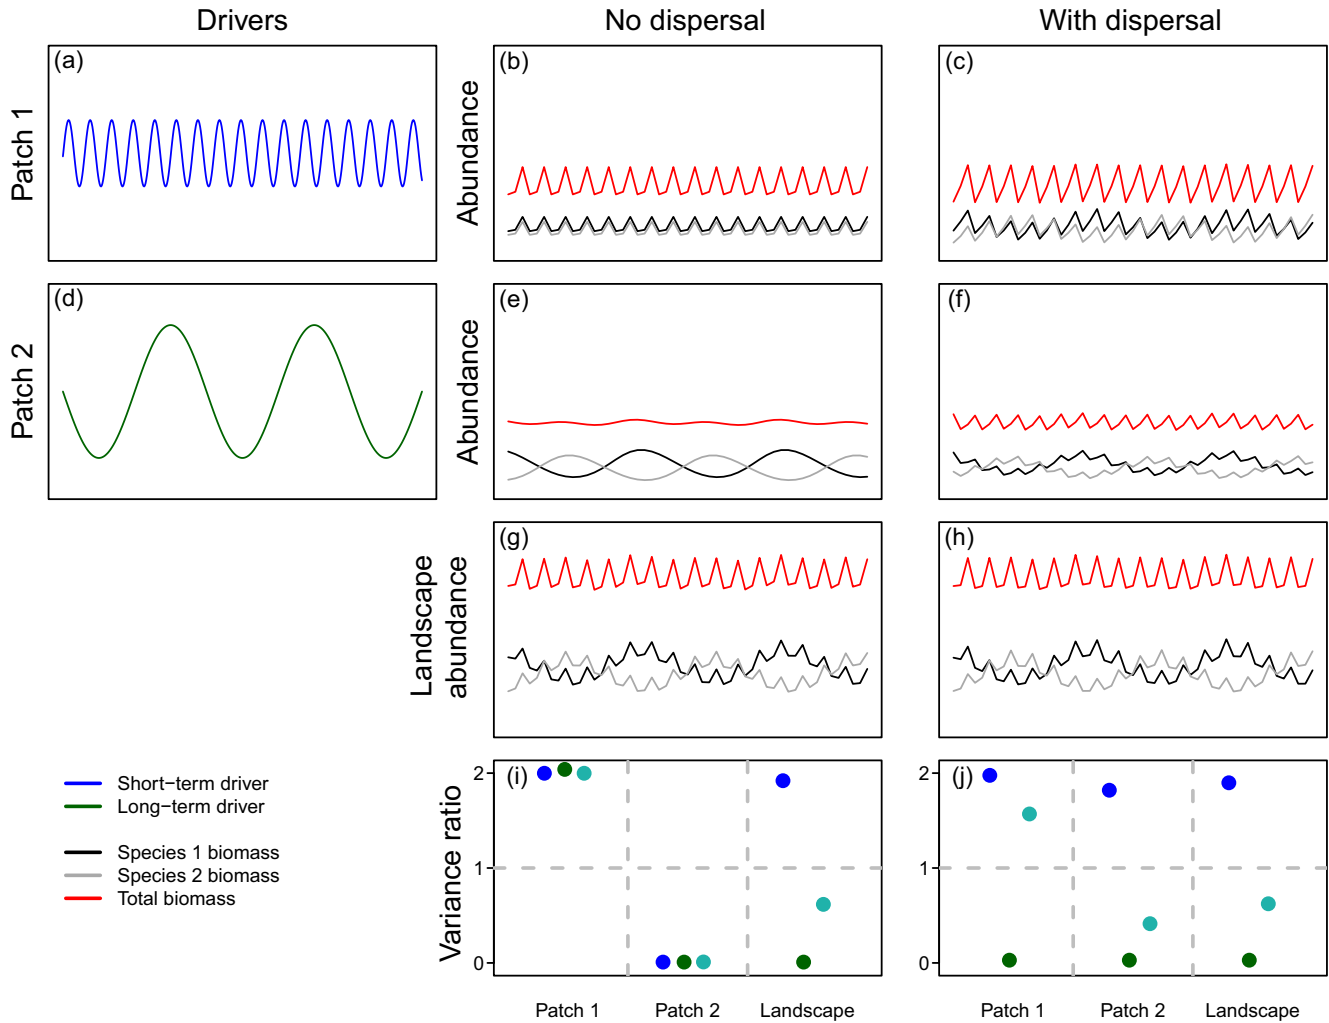 Drivers
No dispersal
With dispersal
Patch 1
(a)
Abundance
(b)
(c)
Patch 2
(d)
Abundance
(e)
(f)
Landscape
abundance
(g)
(h)
Short−term driver
Long−term driver
Species 1 biomass
Species 2 biomass
Total biomass
Variance ratio
(i)
2
1
0
Patch 1
Patch 2
Landscape
(j)
2
1
0
Patch 1
Patch 2
Landscape